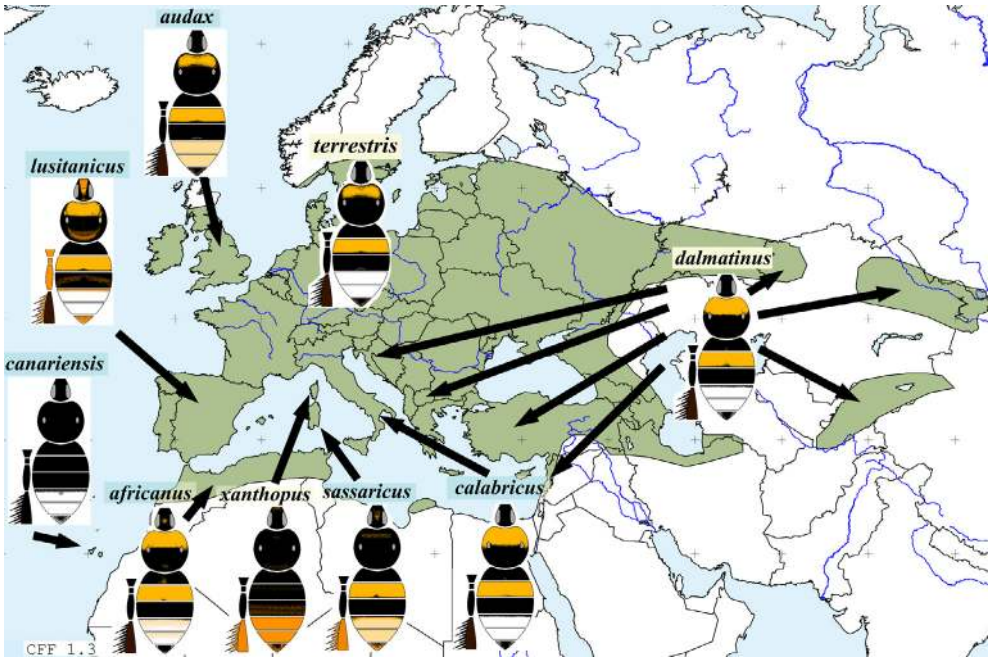 audax
terrestris
lusitanicus
dalmatinus
canariensis
africanus
xanthopus
sassaricus
calabricus
CFF 1.3